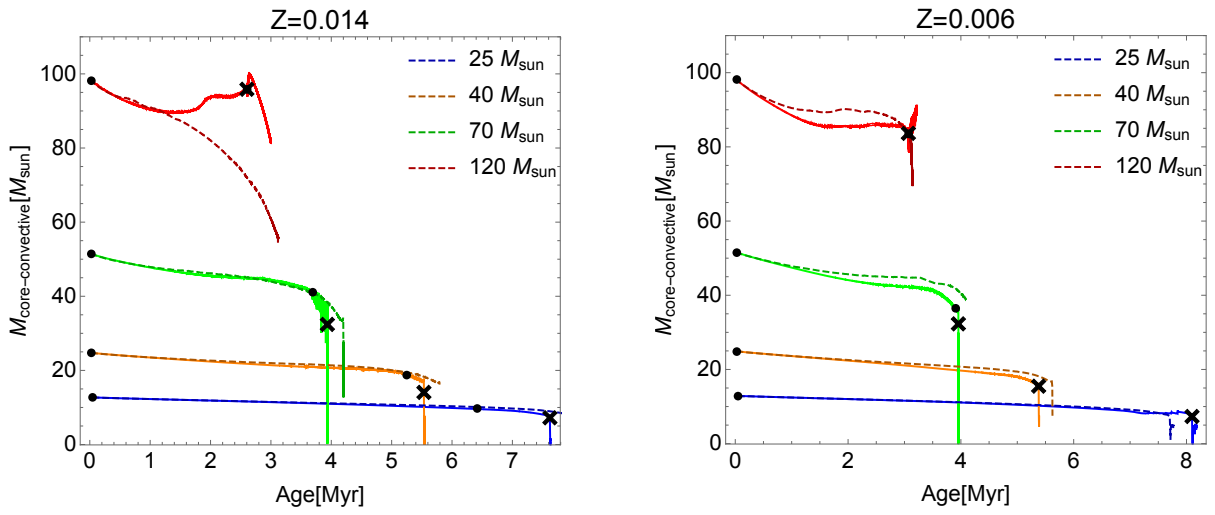 Z=0.014
M_core-convective[M_sun]
100
80
60
40
20
0
0 1 2 3 4 5 6 7
Age[Myr]
25 M_sun
40 M_sun
70 M_sun
120 M_sun
Z=0.006
M_core-convective[M_sun]
100
80
60
40
20
0
0 2 4 6 8
Age[Myr]
25 M_sun
40 M_sun
70 M_sun
120 M_sun